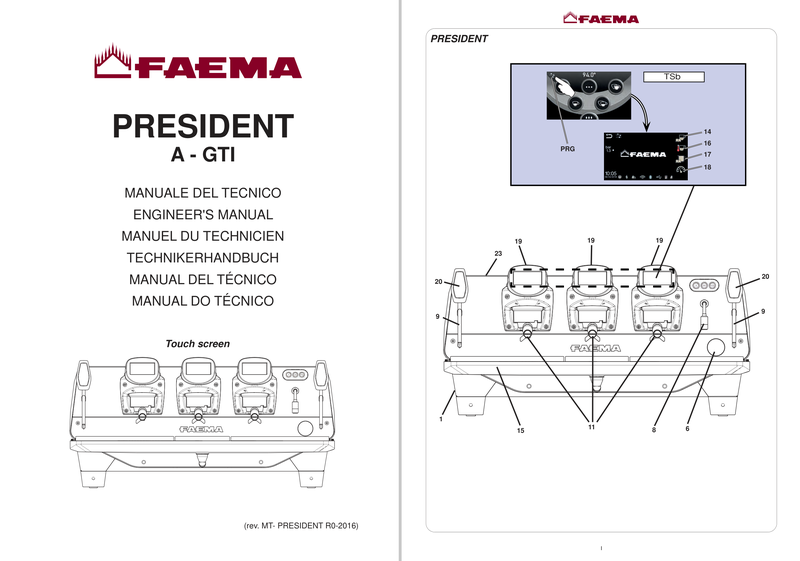 FAEMA
PRESIDENT
A - GTI
MANUALE DEL TECNICO
ENGINEER'S MANUAL
MANUEL DU TECHNICIEN
TECHNIKERHANDBUCH
MANUAL DEL TÉCNICO
MANUAL DO TÉCNICO
Touch screen
FAEMA
(rev. MT- PRESIDENT R0-2016)
FAEMA
PRESIDENT
TSb
94.0°
PRG
FAEMA
10:05
14
16
17
18
19
19
19
23
20
20
9
9
FAEMA
1
15
11
8
6
I